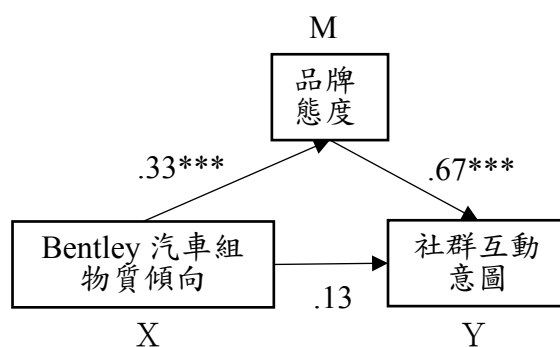 M
品牌
態度
.33***
.67***
Bentley 汽車組
物質傾向
社群互動
意圖
.13
X
Y